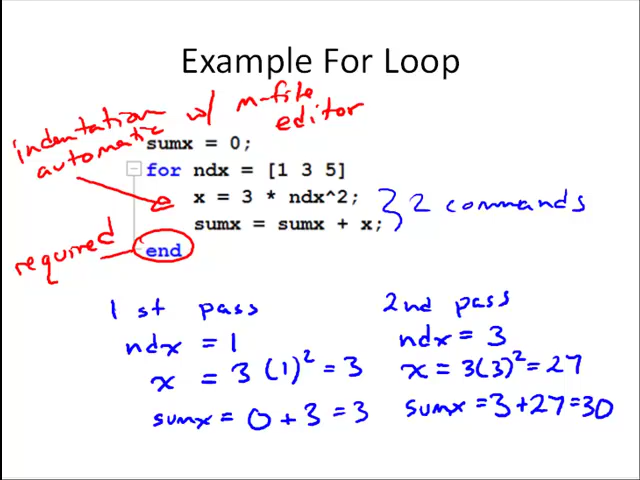 Example For Loop
indentation
automatic
w/ m-file
editor
sumx = 0;
for ndx = [1 3 5]
x = 3 * ndx^2;
sumx = sumx + x;
2 commands
required
end
1 st pass
ndx = 1
x = 3 (1)² = 3
sumx = 0 + 3 = 3
2nd pass
ndx = 3
x = 3(3)² = 27
sumx = 3 + 27 = 30